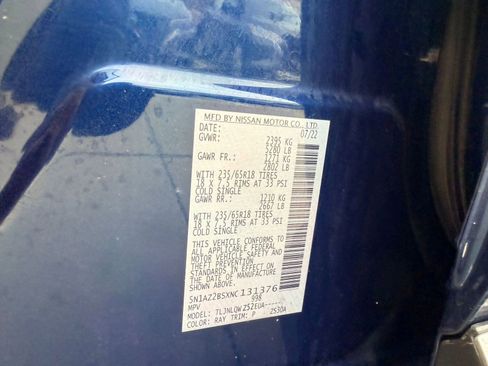 MFD BY NISSAN MOTOR CO., LTD.
DATE: 07/22
GVWR: 2395 KG
5280 LB
GAWR FR.: 1271 KG
2802 LB
WITH 235/65R18 TIRES
18 X 7.5 RIMS AT 33 PSI
COLD SINGLE
GAWR RR.: 1210 KG
2667 LB
WITH 235/65R18 TIRES
18 X 7.5 RIMS AT 33 PSI
COLD SINGLE
THIS VEHICLE CONFORMS TO
ALL APPLICABLE FEDERAL
MOTOR VEHICLE SAFETY AND
THEFT PREVENTION
STANDARDS IN EFFECT ON
THE DATE OF MANUFACTURE
SHOWN ABOVE.
5N1AZ2BSXNC131376
MPV 998
MODEL: TLJNLQW ZS2EUA------
COLOR: RAY TRIM: P - ZS30A